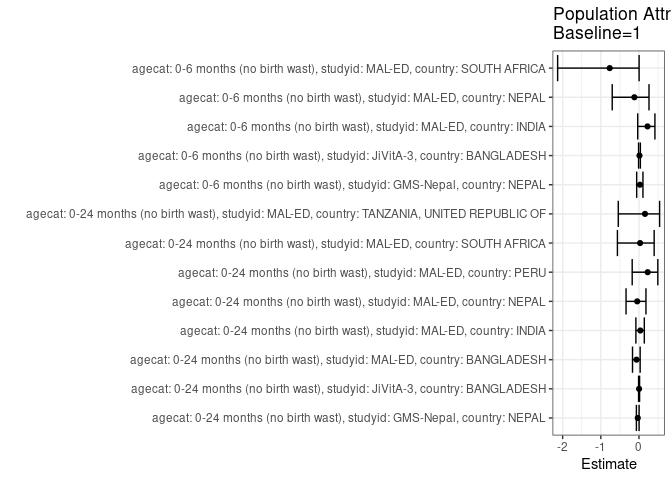 Population Attr
Baseline=1
agecat: 0-6 months (no birth wast), studyid: MAL-ED, country: SOUTH AFRICA
agecat: 0-6 months (no birth wast), studyid: MAL-ED, country: NEPAL
agecat: 0-6 months (no birth wast), studyid: MAL-ED, country: INDIA
agecat: 0-6 months (no birth wast), studyid: JiVitA-3, country: BANGLADESH
agecat: 0-6 months (no birth wast), studyid: GMS-Nepal, country: NEPAL
agecat: 0-24 months (no birth wast), studyid: MAL-ED, country: TANZANIA, UNITED REPUBLIC OF
agecat: 0-24 months (no birth wast), studyid: MAL-ED, country: SOUTH AFRICA
agecat: 0-24 months (no birth wast), studyid: MAL-ED, country: PERU
agecat: 0-24 months (no birth wast), studyid: MAL-ED, country: NEPAL
agecat: 0-24 months (no birth wast), studyid: MAL-ED, country: INDIA
agecat: 0-24 months (no birth wast), studyid: MAL-ED, country: BANGLADESH
agecat: 0-24 months (no birth wast), studyid: JiVitA-3, country: BANGLADESH
agecat: 0-24 months (no birth wast), studyid: GMS-Nepal, country: NEPAL
-2 -1 0
Estimate